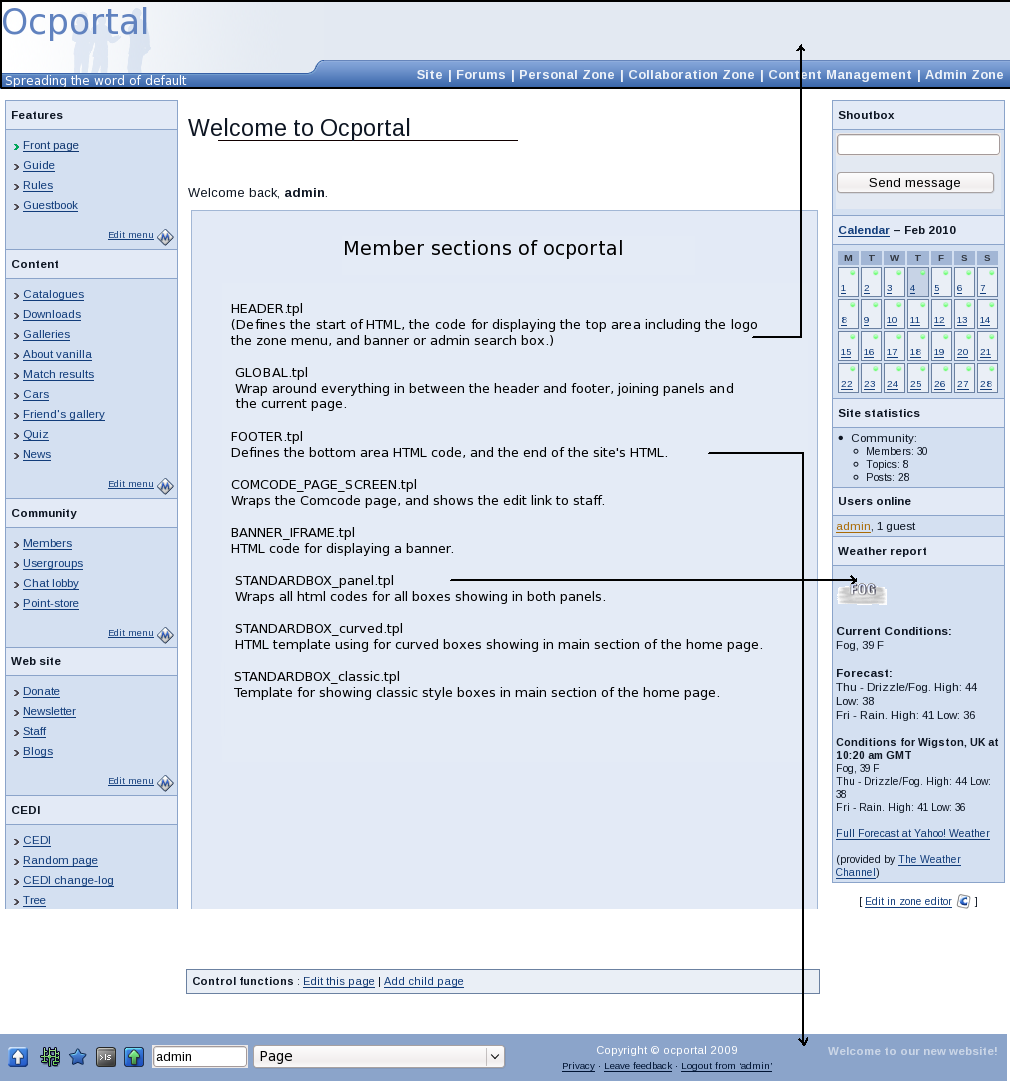 Ocportal
Spreading the word of default
Site | Forums | Personal Zone | Collaboration Zone | Content Management | Admin Zone
Features
Front page
Guide
Rules
Guestbook
Edit menu
Content
Catalogues
Downloads
Galleries
About vanilla
Match results
Cars
Friend's gallery
Quiz
News
Edit menu
Community
Members
Usergroups
Chat lobby
Point-store
Edit menu
Web site
Donate
Newsletter
Staff
Blogs
Edit menu
CEDI
CEDI
Random page
CEDI change-log
Tree
Welcome to Ocportal
Welcome back, admin.
Member sections of ocportal
HEADER.tpl
(Defines the start of HTML, the code for displaying the top area including the logo
the zone menu, and banner or admin search box.)
GLOBAL.tpl
Wrap around everything in between the header and footer, joining panels and
the current page.
FOOTER.tpl
Defines the bottom area HTML code, and the end of the site's HTML.
COMCODE_PAGE_SCREEN.tpl
Wraps the Comcode page, and shows the edit link to staff.
BANNER_IFRAME.tpl
HTML code for displaying a banner.
STANDARDBOX_panel.tpl
Wraps all html codes for all boxes showing in both panels.
STANDARDBOX_curved.tpl
HTML template using for curved boxes showing in main section of the home page.
STANDARDBOX_classic.tpl
Template for showing classic style boxes in main section of the home page.
Shoutbox
Send message
Calendar – Feb 2010
M T W T F S S
1 2 3 4 5 6 7
8 9 10 11 12 13 14
15 16 17 18 19 20 21
22 23 24 25 26 27 28
Site statistics
Community:
Members: 30
Topics: 8
Posts: 28
Users online
admin, 1 guest
Weather report
FOG
Current Conditions:
Fog, 39 F
Forecast:
Thu - Drizzle/Fog. High: 44
Low: 38
Fri - Rain. High: 41 Low: 36
Conditions for Wigston, UK at
10:20 am GMT
Fog, 39 F
Thu - Drizzle/Fog. High: 44 Low:
38
Fri - Rain. High: 41 Low: 36
Full Forecast at Yahoo! Weather
(provided by The Weather
Channel)
[ Edit in zone editor ]
Control functions : Edit this page | Add child page
admin
Page
Copyright © ocportal 2009
Privacy · Leave feedback · Logout from 'admin'
Welcome to our new website!